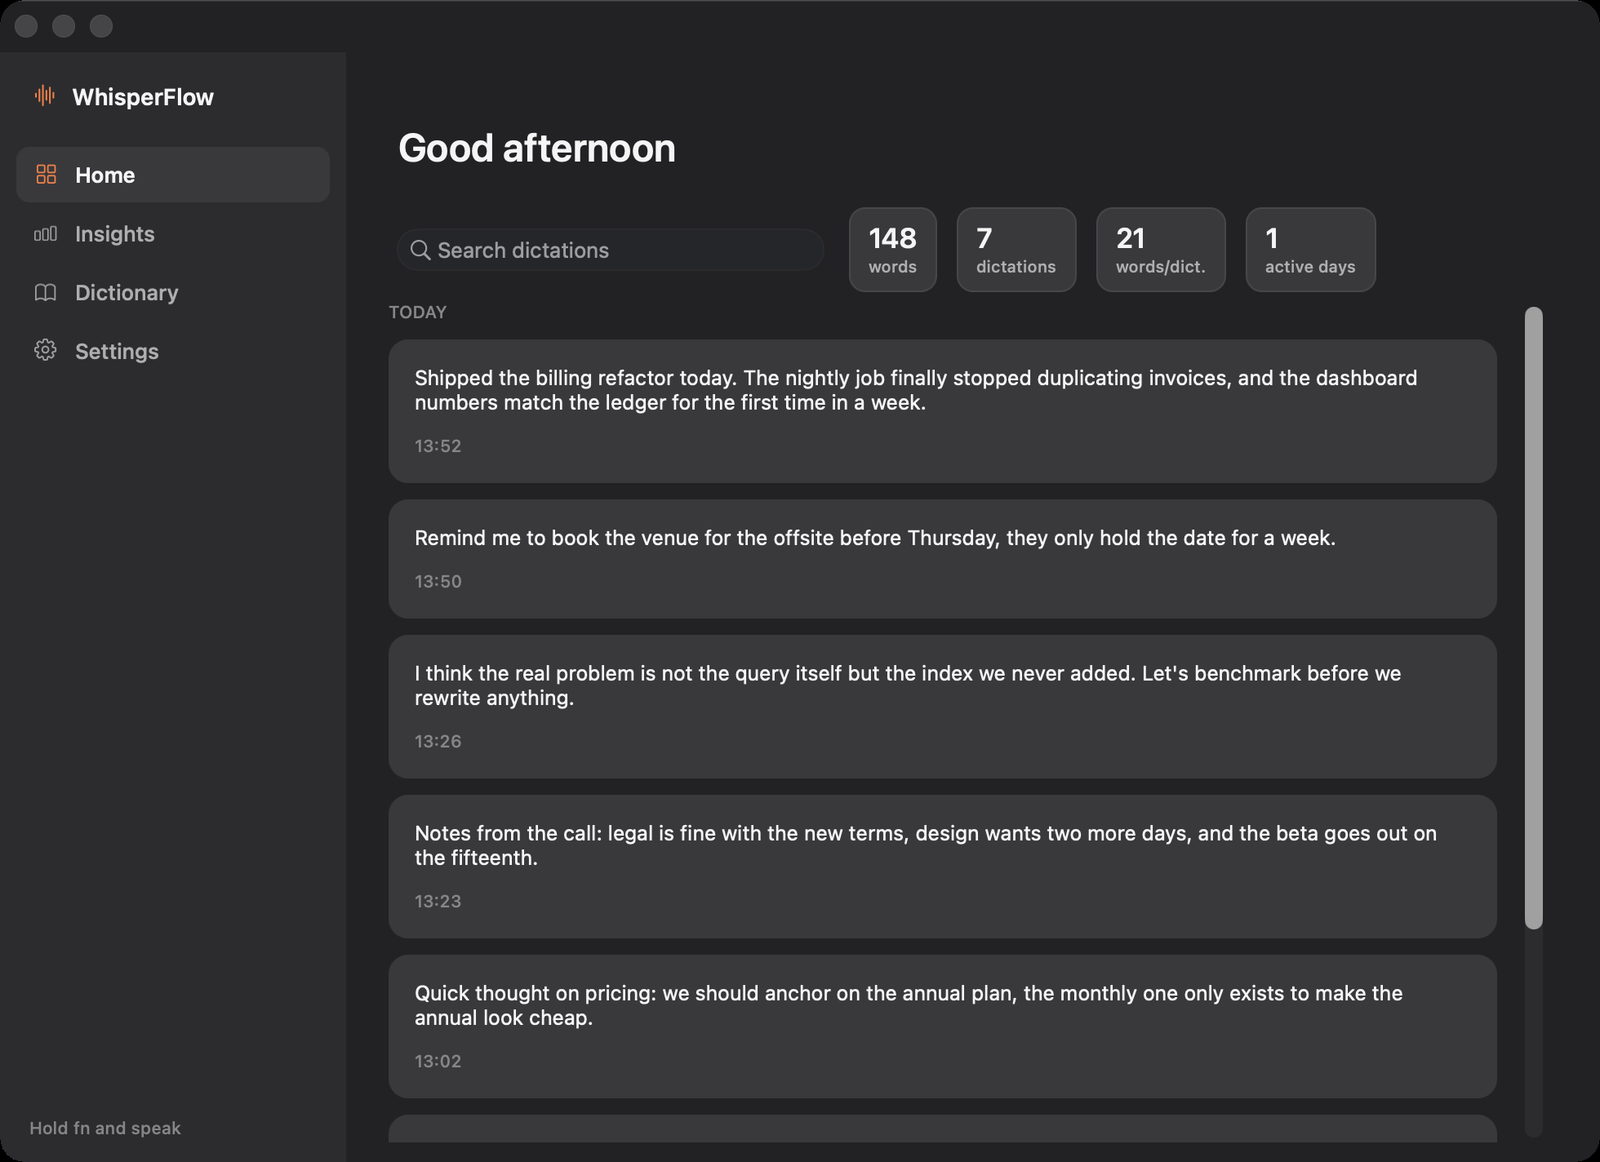 WhisperFlow
Home
Insights
Dictionary
Settings
Hold fn and speak
Good afternoon
Search dictations
148
words
7
dictations
21
words/dict.
1
active days
TODAY
Shipped the billing refactor today. The nightly job finally stopped duplicating invoices, and the dashboard
numbers match the ledger for the first time in a week.
13:52
Remind me to book the venue for the offsite before Thursday, they only hold the date for a week.
13:50
I think the real problem is not the query itself but the index we never added. Let's benchmark before we
rewrite anything.
13:26
Notes from the call: legal is fine with the new terms, design wants two more days, and the beta goes out on
the fifteenth.
13:23
Quick thought on pricing: we should anchor on the annual plan, the monthly one only exists to make the
annual look cheap.
13:02